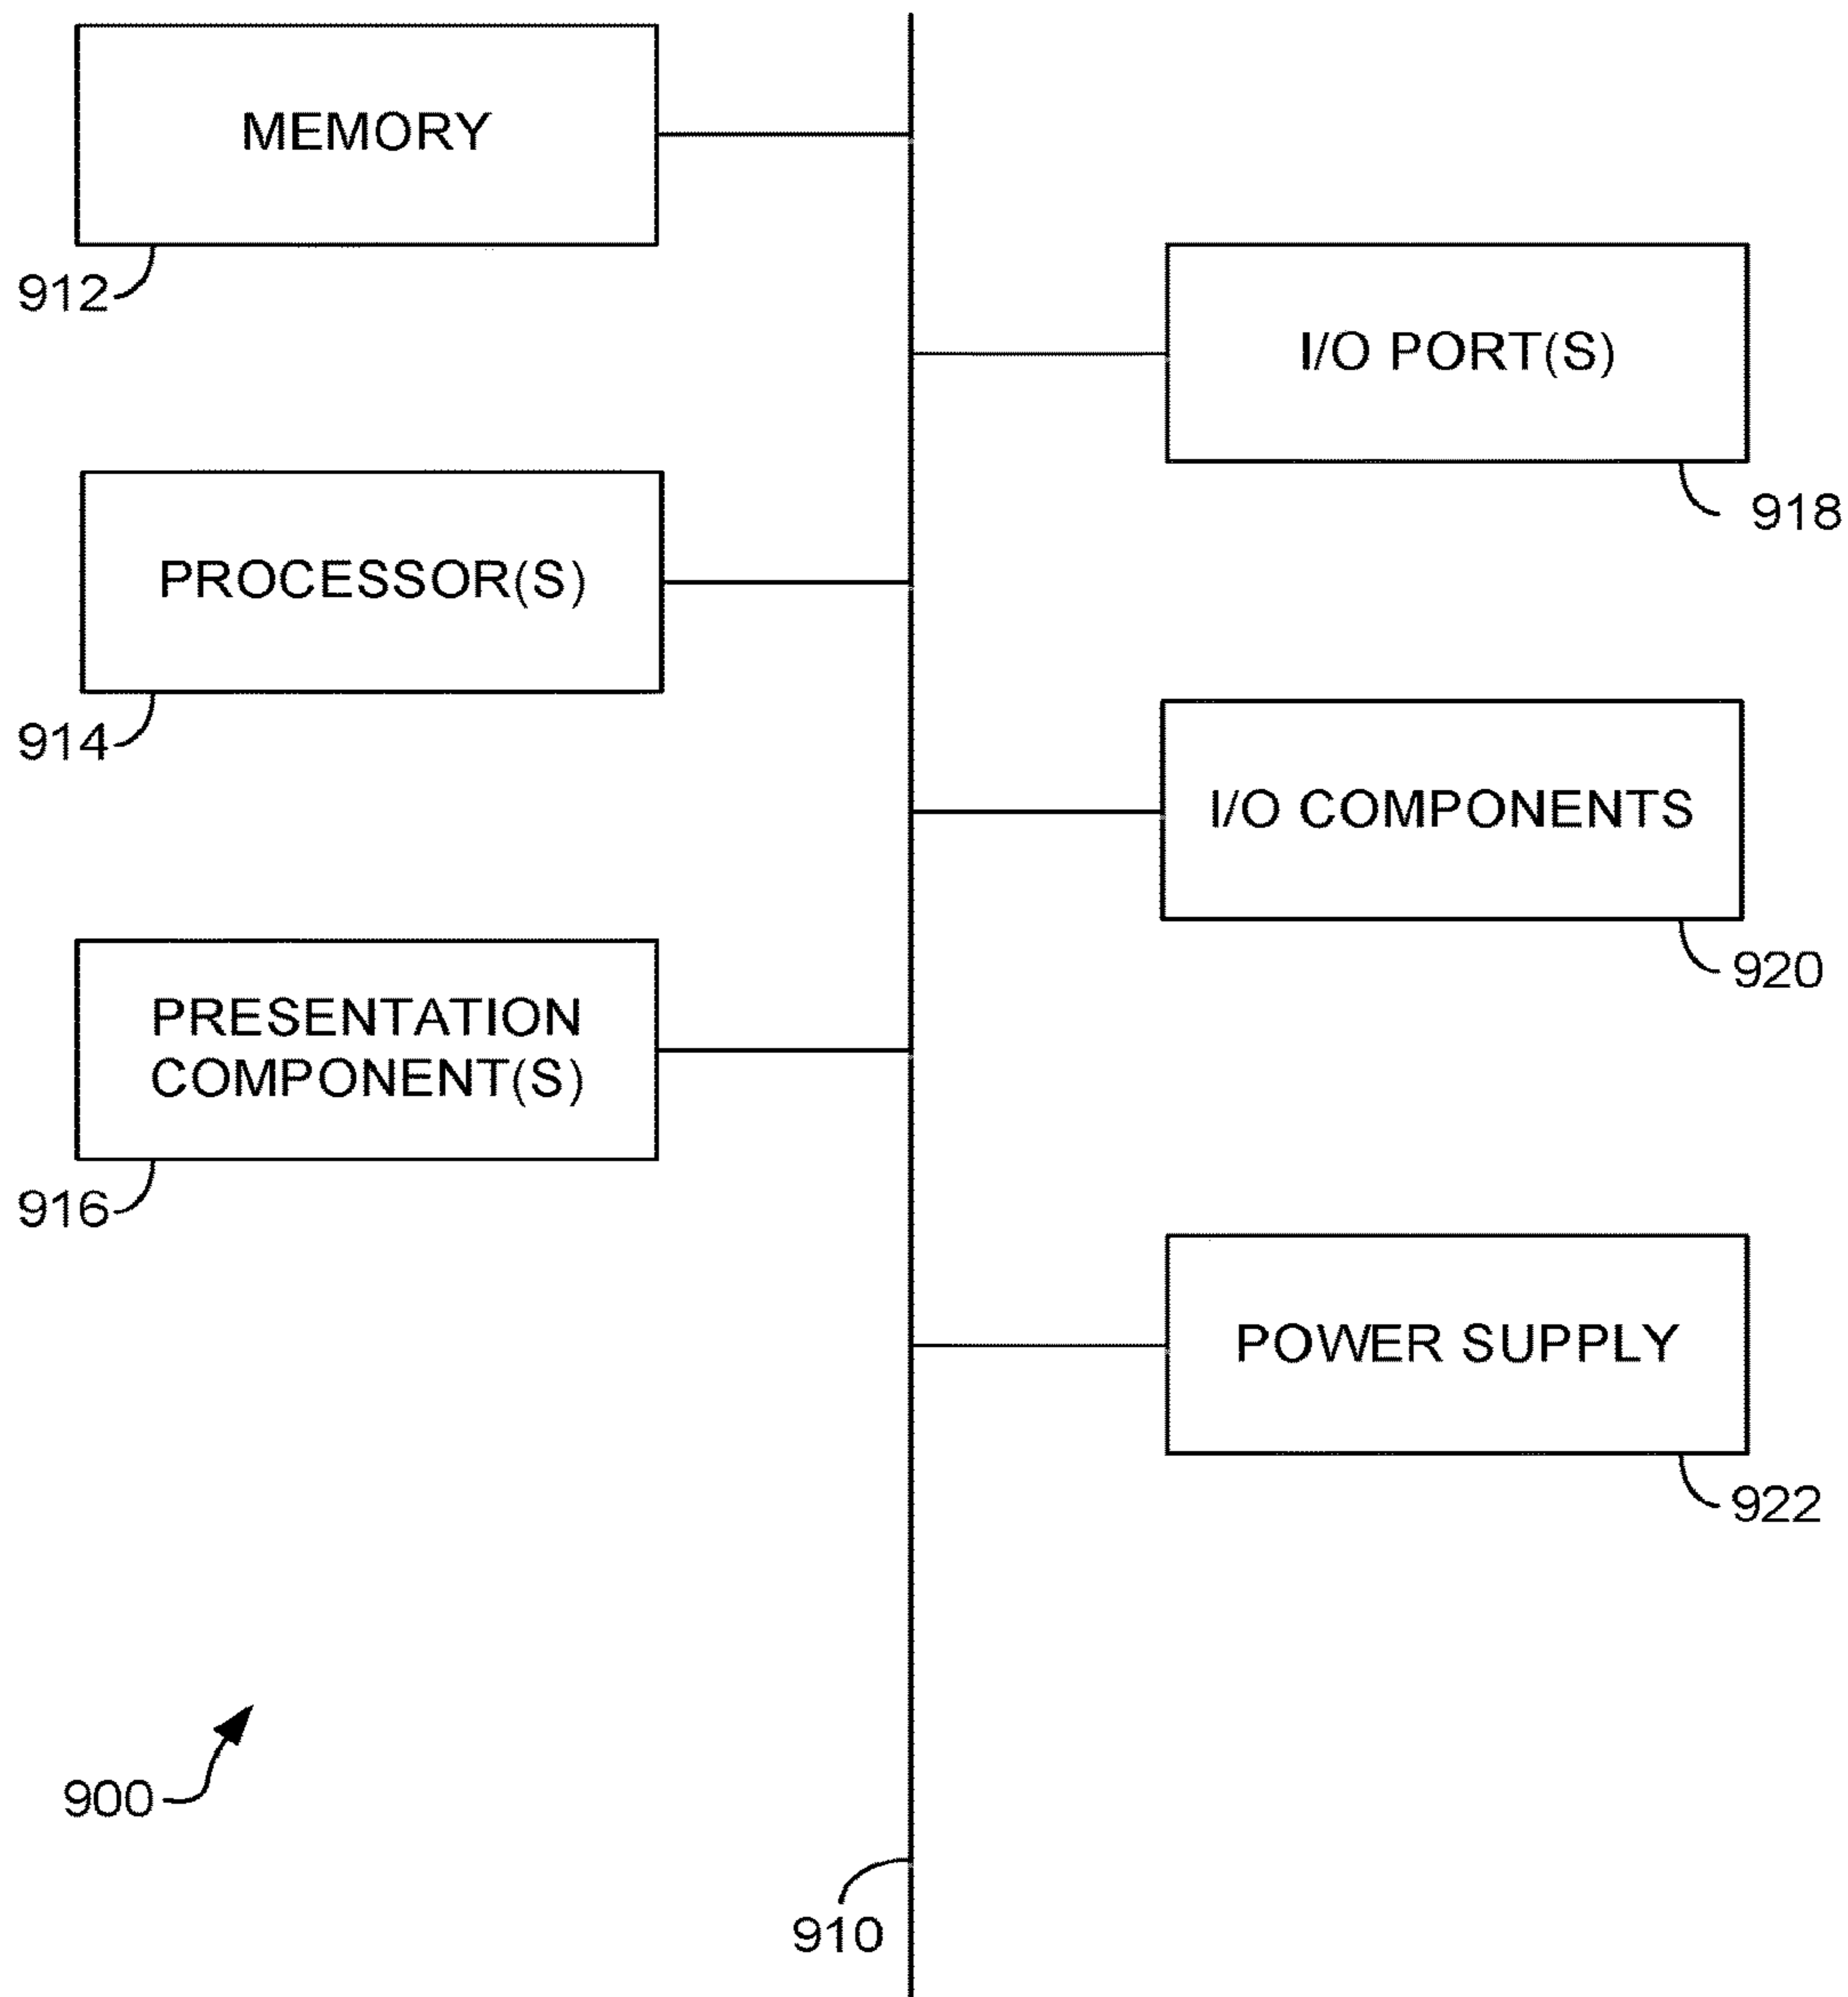 MEMORY
912
I/O PORT(S)
918
PROCESSOR(S)
914
I/O COMPONENTS
920
PRESENTATION
COMPONENT(S)
916
POWER SUPPLY
922
900
910